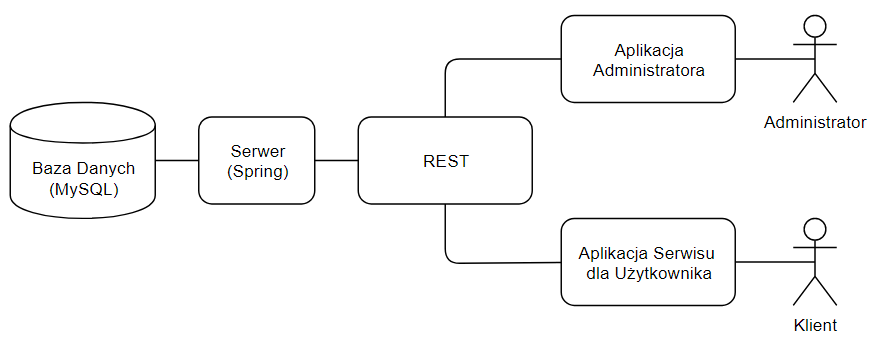 Baza Danych
(MySQL)
Serwer
(Spring)
REST
Aplikacja
Administratora
Administrator
Aplikacja Serwisu
dla Użytkownika
Klient